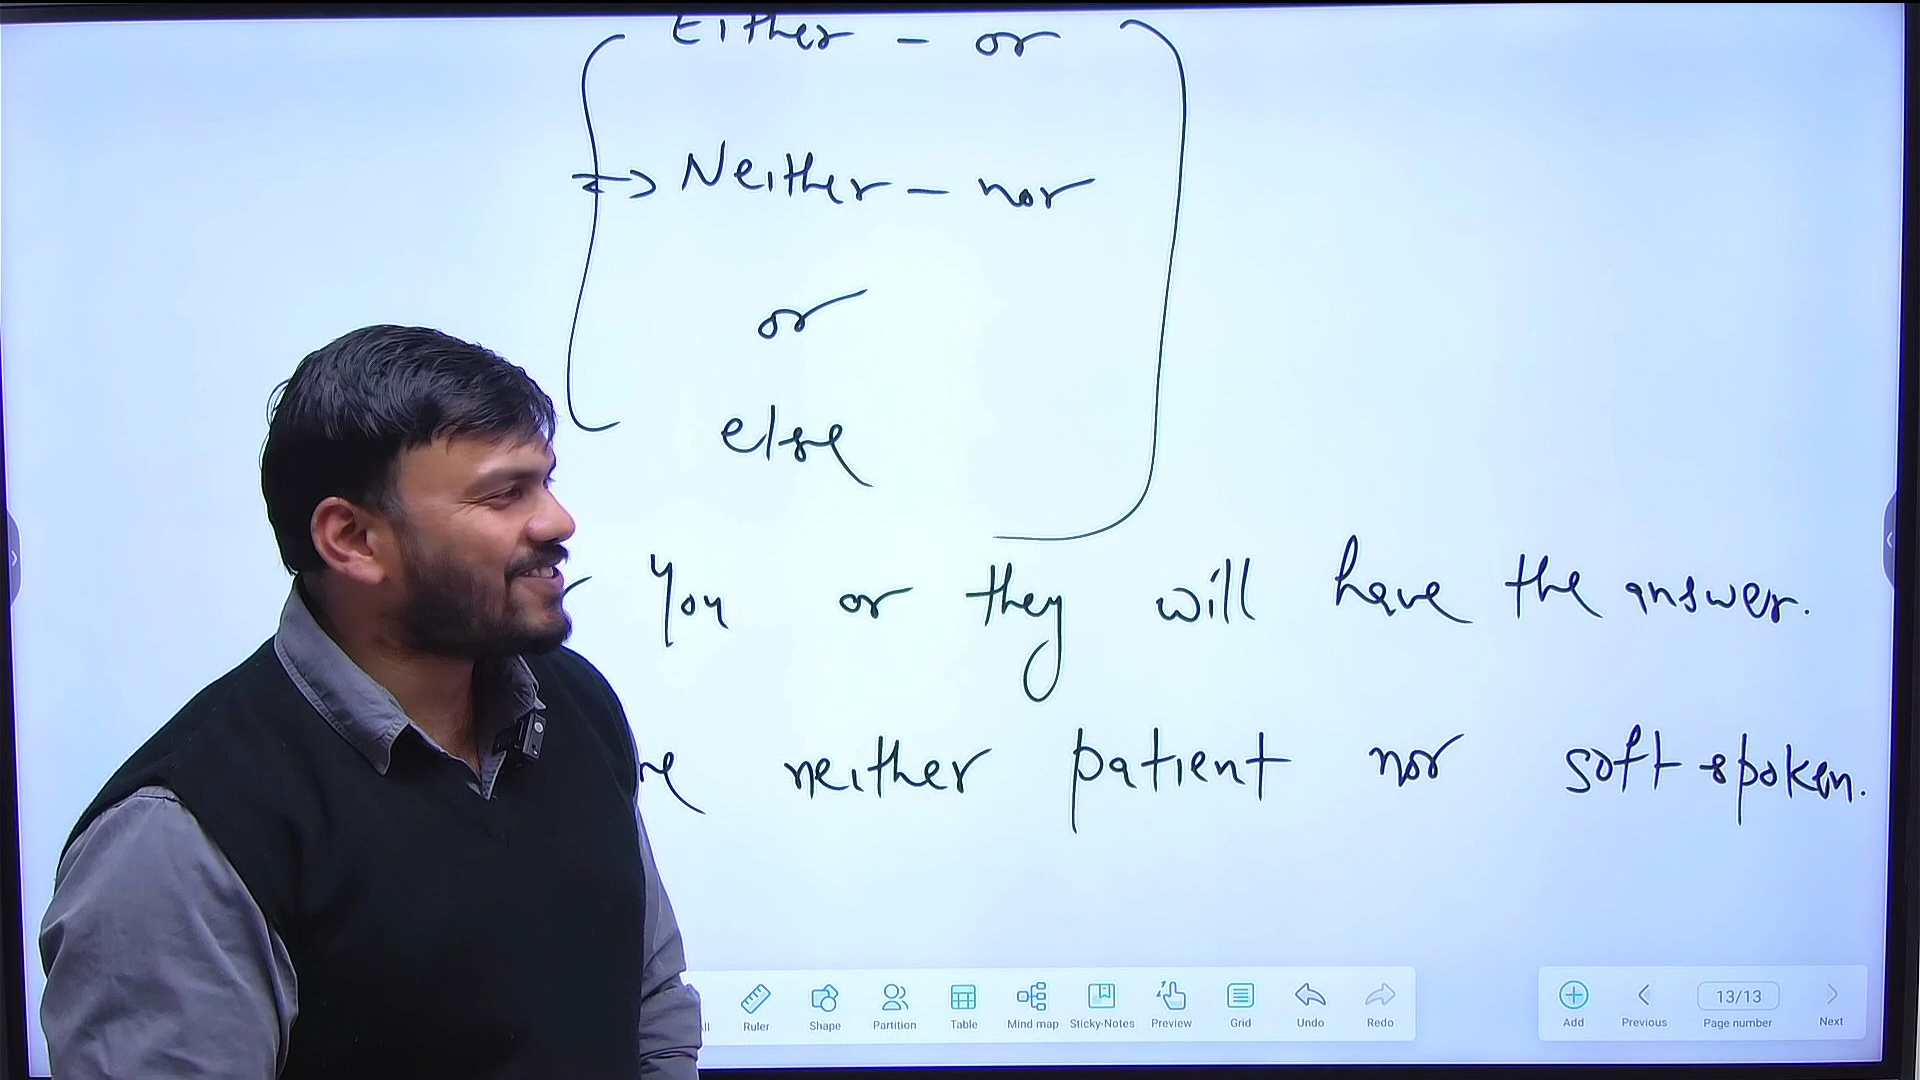 Either - or
Neither - nor
or
else
You or they will have the answer.
neither patient nor soft spoken.
Ruler Shape Partition Table Mind map Sticky-Notes Preview Grid Undo Redo
Add Previous 13/13 Page number Next